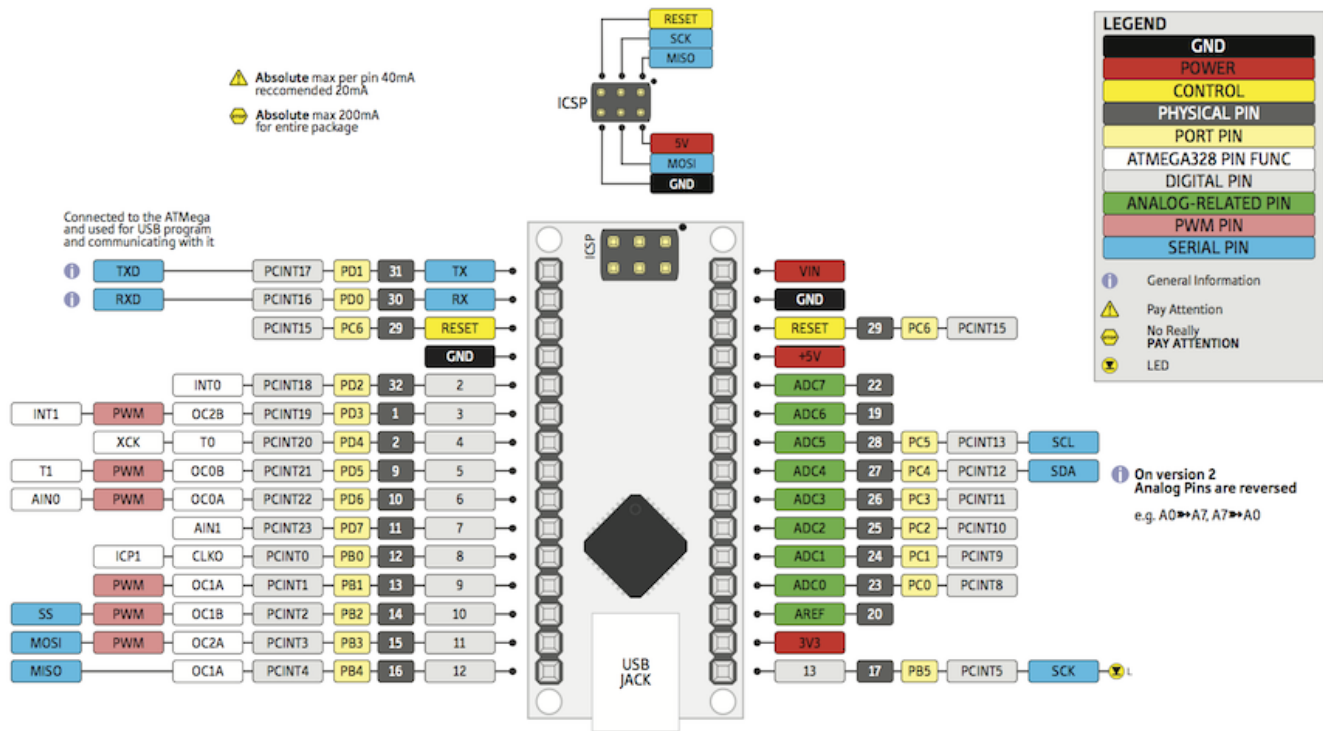 RESET
SCK
MISO
ICSP
5V
MOSI
GND
Absolute max per pin 40mA
reccomended 20mA
Absolute max 200mA
for entire package
LEGEND
GND
POWER
CONTROL
PHYSICAL PIN
PORT PIN
ATMEGA328 PIN FUNC
DIGITAL PIN
ANALOG-RELATED PIN
PWM PIN
SERIAL PIN
General Information
Pay Attention
No Really
PAY ATTENTION
LED
Connected to the ATMega
and used for USB program
and communicating with it
ICSP
TXD PCINT17 PD1 31 TX
RXD PCINT16 PD0 30 RX
PCINT15 PC6 29 RESET
GND
INT0 PCINT18 PD2 32 2
INT1 PWM OC2B PCINT19 PD3 1 3
XCK T0 PCINT20 PD4 2 4
T1 PWM OC0B PCINT21 PD5 9 5
AIN0 PWM OC0A PCINT22 PD6 10 6
AIN1 PCINT23 PD7 11 7
ICP1 CLKO PCINT0 PB0 12 8
PWM OC1A PCINT1 PB1 13 9
SS PWM OC1B PCINT2 PB2 14 10
MOSI PWM OC2A PCINT3 PB3 15 11
MISO OC1A PCINT4 PB4 16 12
USB
JACK
VIN
GND
RESET 29 PC6 PCINT15
+5V
ADC7 22
ADC6 19
ADC5 28 PC5 PCINT13 SCL
ADC4 27 PC4 PCINT12 SDA
ADC3 26 PC3 PCINT11
ADC2 25 PC2 PCINT10
ADC1 24 PC1 PCINT9
ADC0 23 PC0 PCINT8
AREF 20
3V3
13 17 PB5 PCINT5 SCK L
On version 2
Analog Pins are reversed
e.g. A0➽A7, A7➽A0